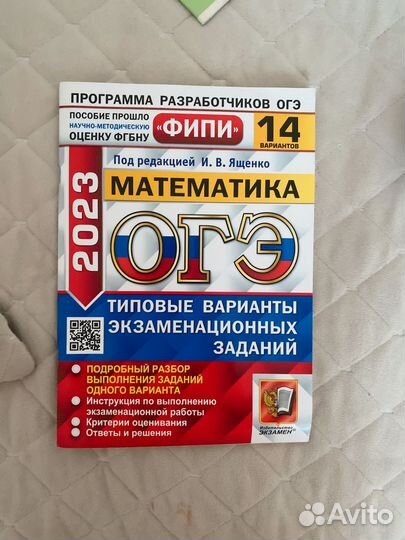 ПРОГРАММА РАЗРАБОТЧИКОВ ОГЭ
ПОСОБИЕ ПРОШЛО
НАУЧНО-МЕТОДИЧЕСКУЮ
ОЦЕНКУ ФГБНУ
«ФИПИ»
14
ВАРИАНТОВ
Под редакцией И. В. Ященко
2023
МАТЕМАТИКА
ОГЭ
ТИПОВЫЕ ВАРИАНТЫ
ЭКЗАМЕНАЦИОННЫХ
ЗАДАНИЙ
• ПОДРОБНЫЙ РАЗБОР
ВЫПОЛНЕНИЯ ЗАДАНИЙ
ОДНОГО ВАРИАНТА
• Инструкция по выполнению
экзаменационной работы
• Критерии оценивания
• Ответы и решения
Издательство
ЭКЗАМЕН®
Avito